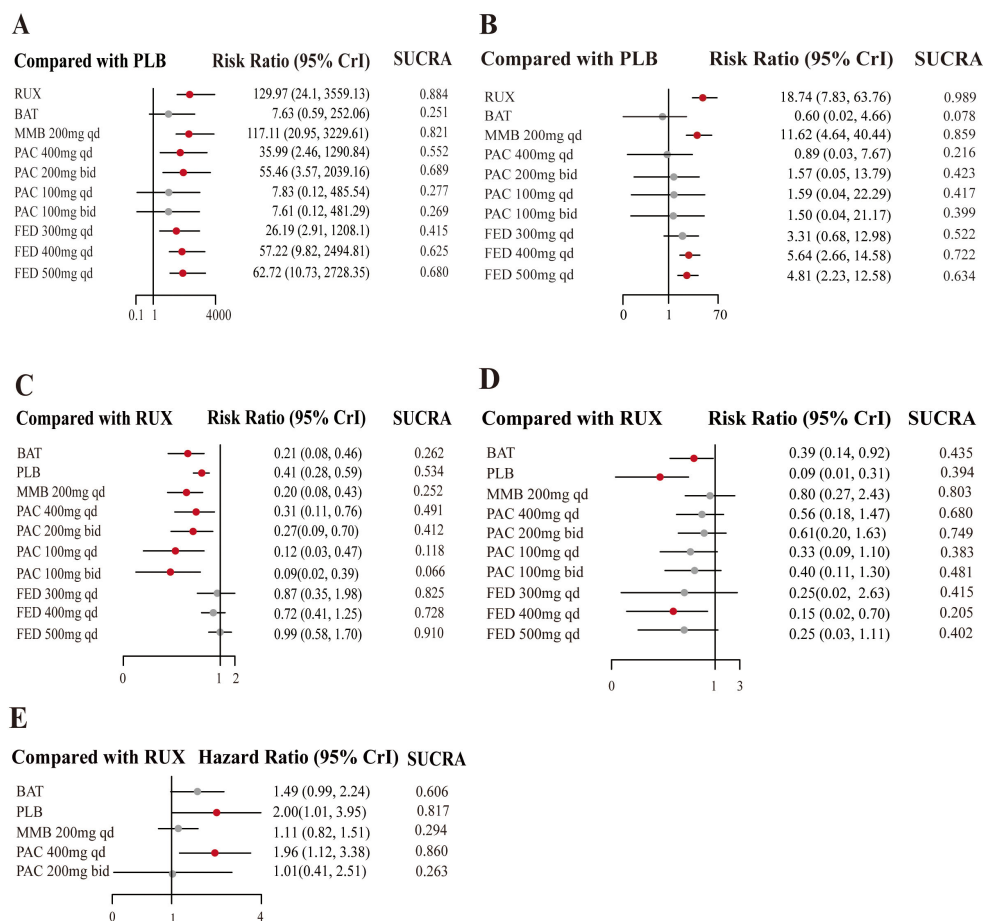 A
Compared with PLB Risk Ratio (95% CrI) SUCRA
RUX 129.97 (24.1, 3559.13) 0.884
BAT 7.63 (0.59, 252.06) 0.251
MMB 200mg qd 117.11 (20.95, 3229.61) 0.821
PAC 400mg qd 35.99 (2.46, 1290.84) 0.552
PAC 200mg bid 55.46 (3.57, 2039.16) 0.689
PAC 100mg qd 7.83 (0.12, 485.54) 0.277
PAC 100mg bid 7.61 (0.12, 481.29) 0.269
FED 300mg qd 26.19 (2.91, 1208.1) 0.415
FED 400mg qd 57.22 (9.82, 2494.81) 0.625
FED 500mg qd 62.72 (10.73, 2728.35) 0.680
0.1 1 4000
B
Compared with PLB Risk Ratio (95% CrI) SUCRA
RUX 18.74 (7.83, 63.76) 0.989
BAT 0.60 (0.02, 4.66) 0.078
MMB 200mg qd 11.62 (4.64, 40.44) 0.859
PAC 400mg qd 0.89 (0.03, 7.67) 0.216
PAC 200mg bid 1.57 (0.05, 13.79) 0.423
PAC 100mg qd 1.59 (0.04, 22.29) 0.417
PAC 100mg bid 1.50 (0.04, 21.17) 0.399
FED 300mg qd 3.31 (0.68, 12.98) 0.522
FED 400mg qd 5.64 (2.66, 14.58) 0.722
FED 500mg qd 4.81 (2.23, 12.58) 0.634
0 1 70
C
Compared with RUX Risk Ratio (95% CrI) SUCRA
BAT 0.21 (0.08, 0.46) 0.262
PLB 0.41 (0.28, 0.59) 0.534
MMB 200mg qd 0.20 (0.08, 0.43) 0.252
PAC 400mg qd 0.31 (0.11, 0.76) 0.491
PAC 200mg bid 0.27(0.09, 0.70) 0.412
PAC 100mg qd 0.12 (0.03, 0.47) 0.118
PAC 100mg bid 0.09(0.02, 0.39) 0.066
FED 300mg qd 0.87 (0.35, 1.98) 0.825
FED 400mg qd 0.72 (0.41, 1.25) 0.728
FED 500mg qd 0.99 (0.58, 1.70) 0.910
0 1 2
D
Compared with RUX Risk Ratio (95% CrI) SUCRA
BAT 0.39 (0.14, 0.92) 0.435
PLB 0.09 (0.01, 0.31) 0.394
MMB 200mg qd 0.80 (0.27, 2.43) 0.803
PAC 400mg qd 0.56 (0.18, 1.47) 0.680
PAC 200mg bid 0.61(0.20, 1.63) 0.749
PAC 100mg qd 0.33 (0.09, 1.10) 0.383
PAC 100mg bid 0.40 (0.11, 1.30) 0.481
FED 300mg qd 0.25(0.02, 2.63) 0.415
FED 400mg qd 0.15 (0.02, 0.70) 0.205
FED 500mg qd 0.25 (0.03, 1.11) 0.402
0 1 3
E
Compared with RUX Hazard Ratio (95% CrI) SUCRA
BAT 1.49 (0.99, 2.24) 0.606
PLB 2.00(1.01, 3.95) 0.817
MMB 200mg qd 1.11 (0.82, 1.51) 0.294
PAC 400mg qd 1.96 (1.12, 3.38) 0.860
PAC 200mg bid 1.01(0.41, 2.51) 0.263
0 1 4